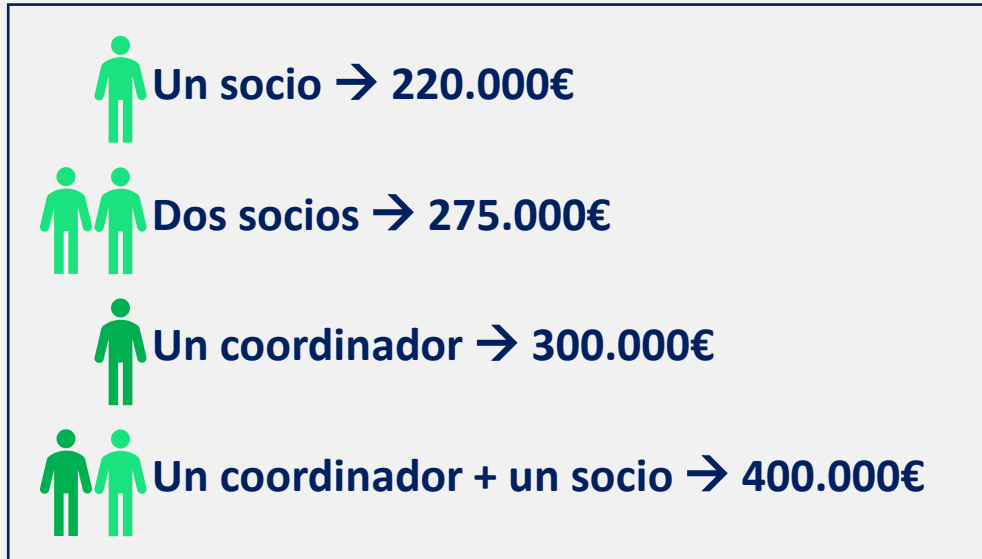 Un socio → 220.000€
Dos socios → 275.000€
Un coordinador → 300.000€
Un coordinador + un socio → 400.000€